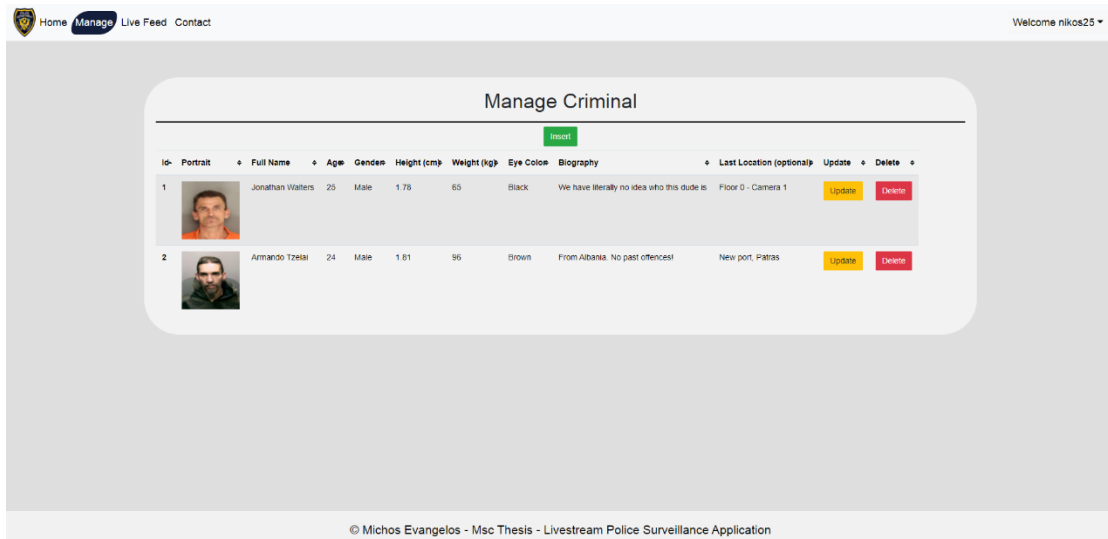 Home Manage Live Feed Contact Welcome nikos25
Manage Criminal
Insert
Id Portrait Full Name Age Gender Height (cm) Weight (kg) Eye Color Biography Last Location (optional) Update Delete
1 Jonathan Walters 25 Male 1.78 65 Black We have literally no idea who this dude is Floor 0 - Camera 1 Update Delete
2 Armando Tzelai 24 Male 1.81 96 Brown From Albania. No past offences! New port, Patras Update Delete
© Michos Evangelos - Msc Thesis - Livestream Police Surveillance Application